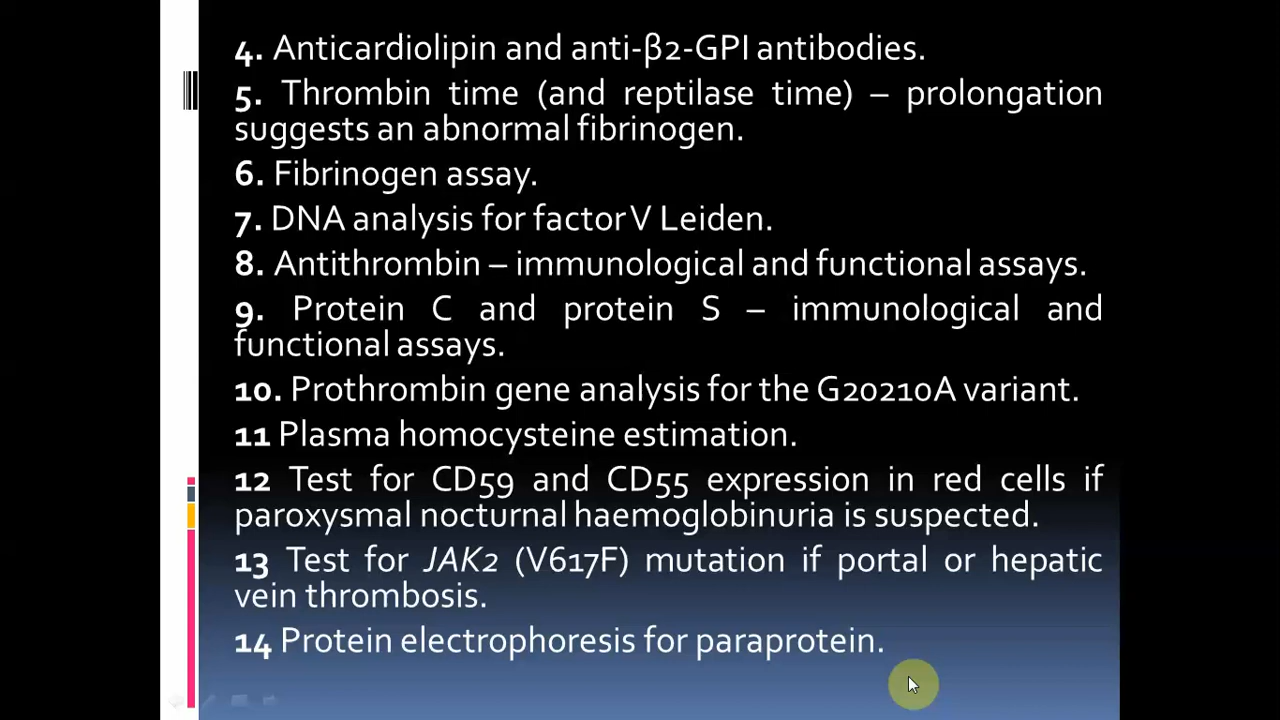 4. Anticardiolipin and anti-β2-GPI antibodies.
5. Thrombin time (and reptilase time) – prolongation
suggests an abnormal fibrinogen.
6. Fibrinogen assay.
7. DNA analysis for factor V Leiden.
8. Antithrombin – immunological and functional assays.
9. Protein C and protein S – immunological and
functional assays.
10. Prothrombin gene analysis for the G20210A variant.
11 Plasma homocysteine estimation.
12 Test for CD59 and CD55 expression in red cells if
paroxysmal nocturnal haemoglobinuria is suspected.
13 Test for JAK2 (V617F) mutation if portal or hepatic
vein thrombosis.
14 Protein electrophoresis for paraprotein.